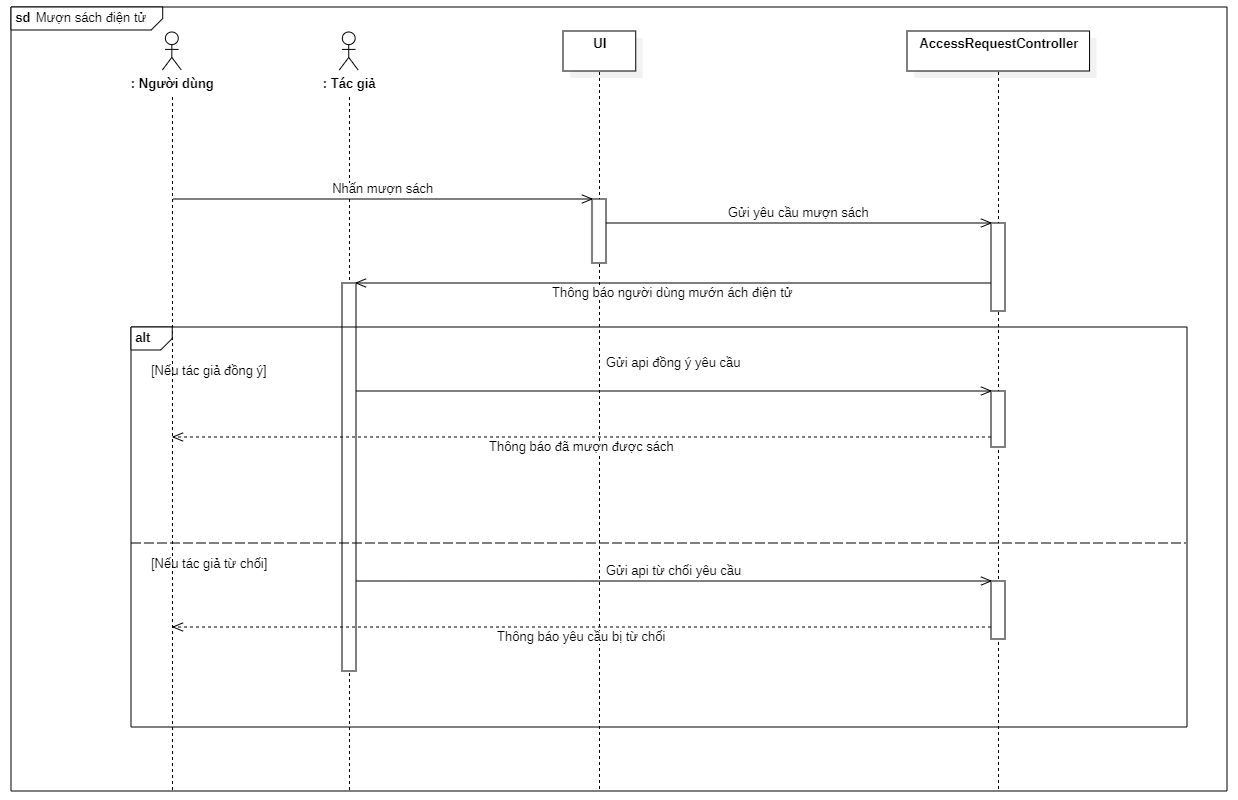 sd Mượn sách điện tử
: Người dùng
: Tác giả
UI
AccessRequestController
Nhấn mượn sách
Gửi yêu cầu mượn sách
Thông báo người dùng mướn ách điện tử
alt
[Nếu tác giả đồng ý]
Gửi api đồng ý yêu cầu
Thông báo đã mượn được sách
[Nếu tác giả từ chối]
Gửi api từ chối yêu cầu
Thông báo yêu cầu bị từ chối